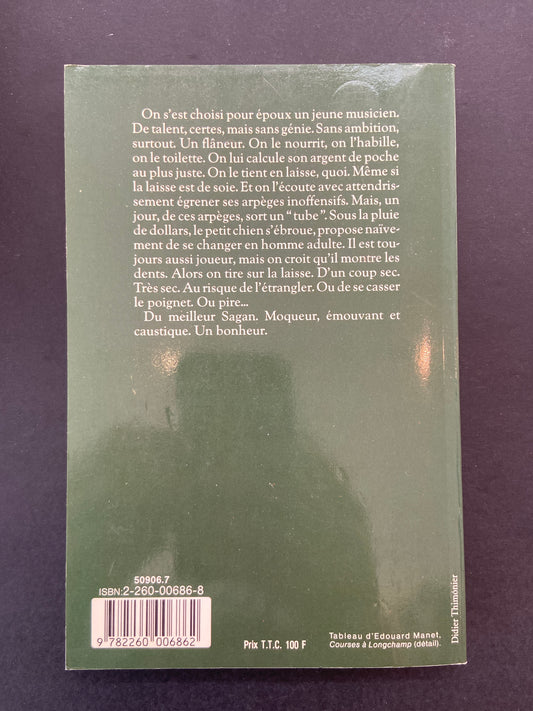 On s'est choisi pour époux un jeune musicien.
De talent, certes, mais sans génie. Sans ambition,
surtout. Un flâneur. On le nourrit, on l'habille,
on le toilette. On lui calcule son argent de poche
au plus juste. On le tient en laisse, quoi. Même si
la laisse est de soie. Et on l'écoute avec attendris-
sement égrener ses arpèges inoffensifs. Mais, un
jour, de ces arpèges, sort un "tube". Sous la pluie
de dollars, le petit chien s'ébroue, propose naïve-
ment de se changer en homme adulte. Il est tou-
jours aussi joueur, mais on croit qu'il montre les
dents. Alors on tire sur la laisse. D'un coup sec.
Très sec. Au risque de l'étrangler. Ou de se casser
le poignet. Ou pire...
Du meilleur Sagan. Moqueur, émouvant et
caustique. Un bonheur.
50906.7
ISBN:2-260-00686-8
9 782260 006862
Prix T.T.C. 100 F
Tableau d'Edouard Manet,
Courses à Longchamp (détail).
Didier Thimonier